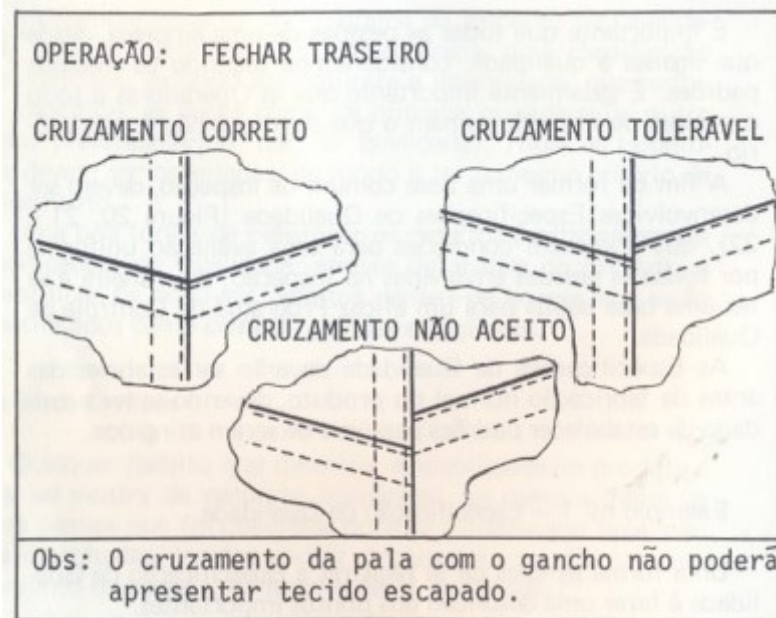 OPERAÇÃO: FECHAR TRASEIRO
CRUZAMENTO CORRETO
CRUZAMENTO TOLERÁVEL
CRUZAMENTO NÃO ACEITO
Obs: O cruzamento da pala com o gancho não poderá
apresentar tecido escapado.